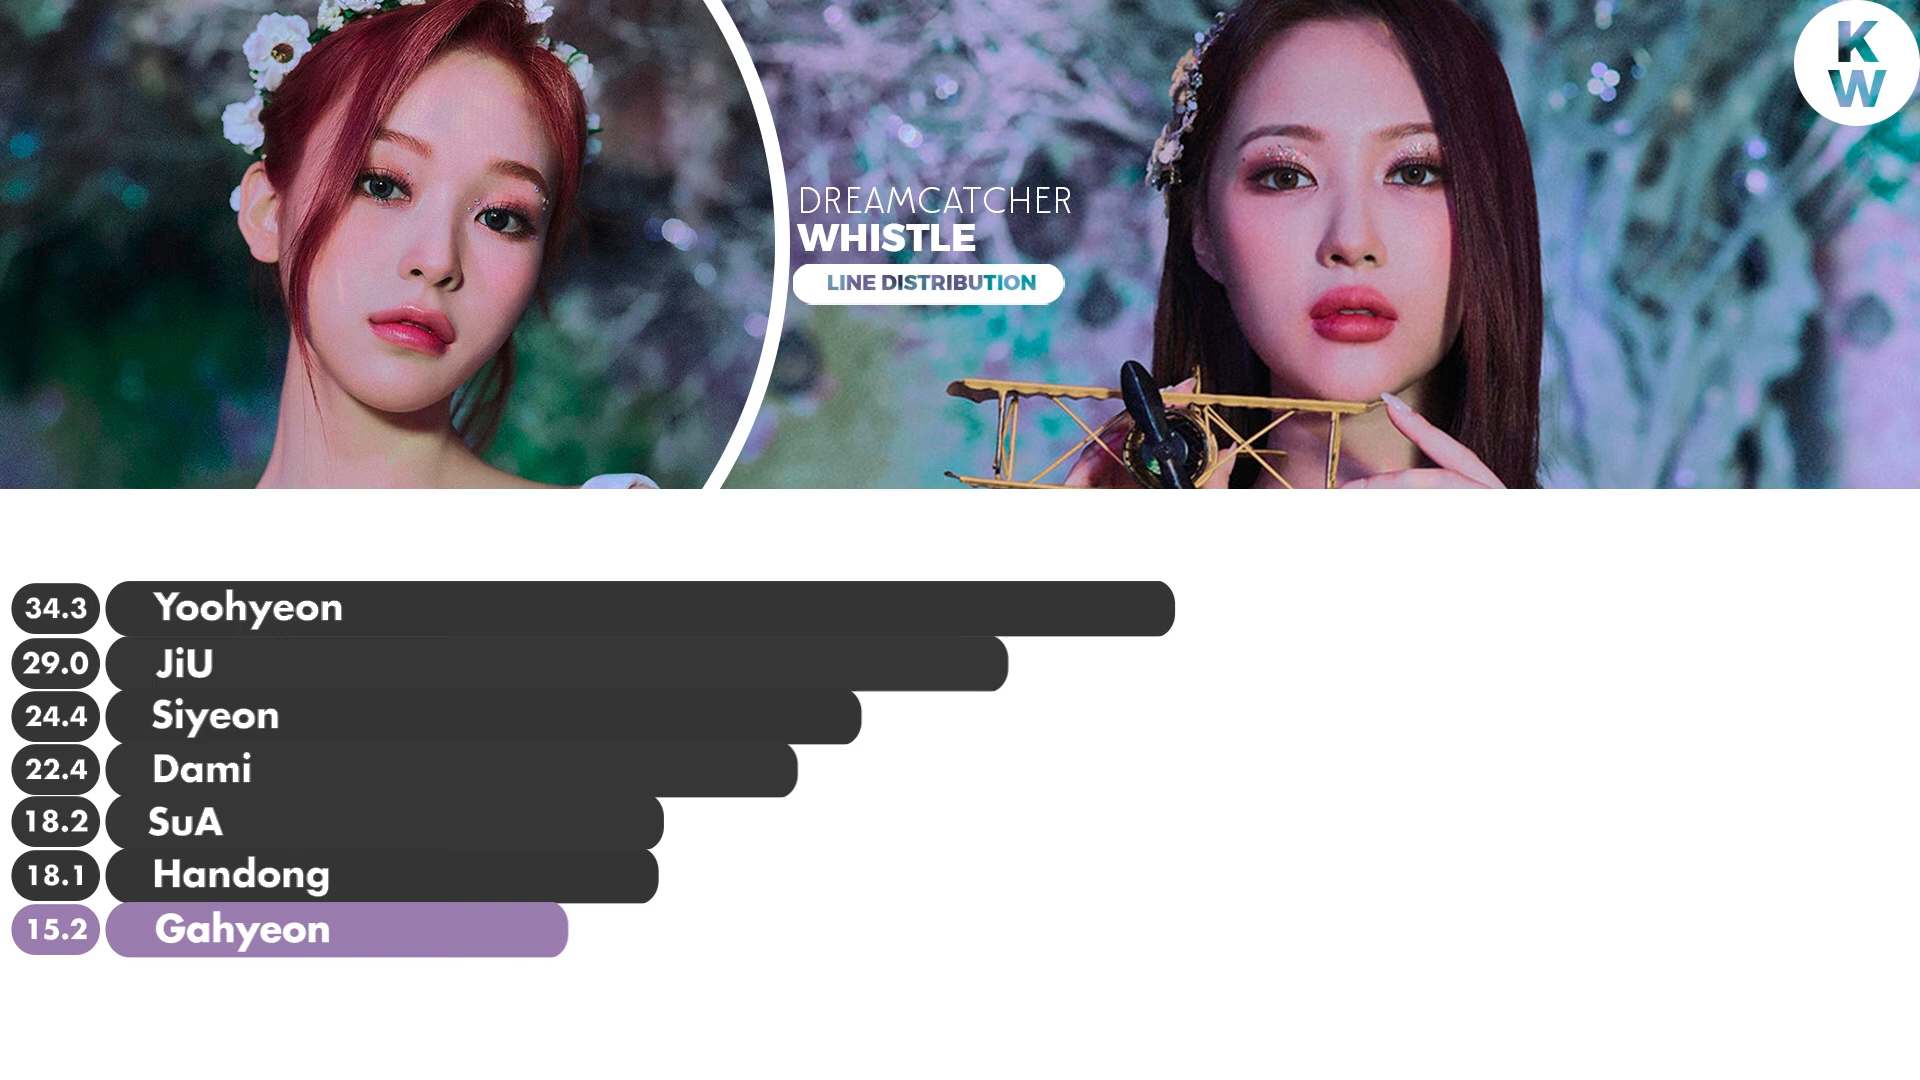 K
W
DREAMCATCHER
WHISTLE
LINE DISTRIBUTION
34.3 Yoohyeon
29.0 JiU
24.4 Siyeon
22.4 Dami
18.2 SuA
18.1 Handong
15.2 Gahyeon